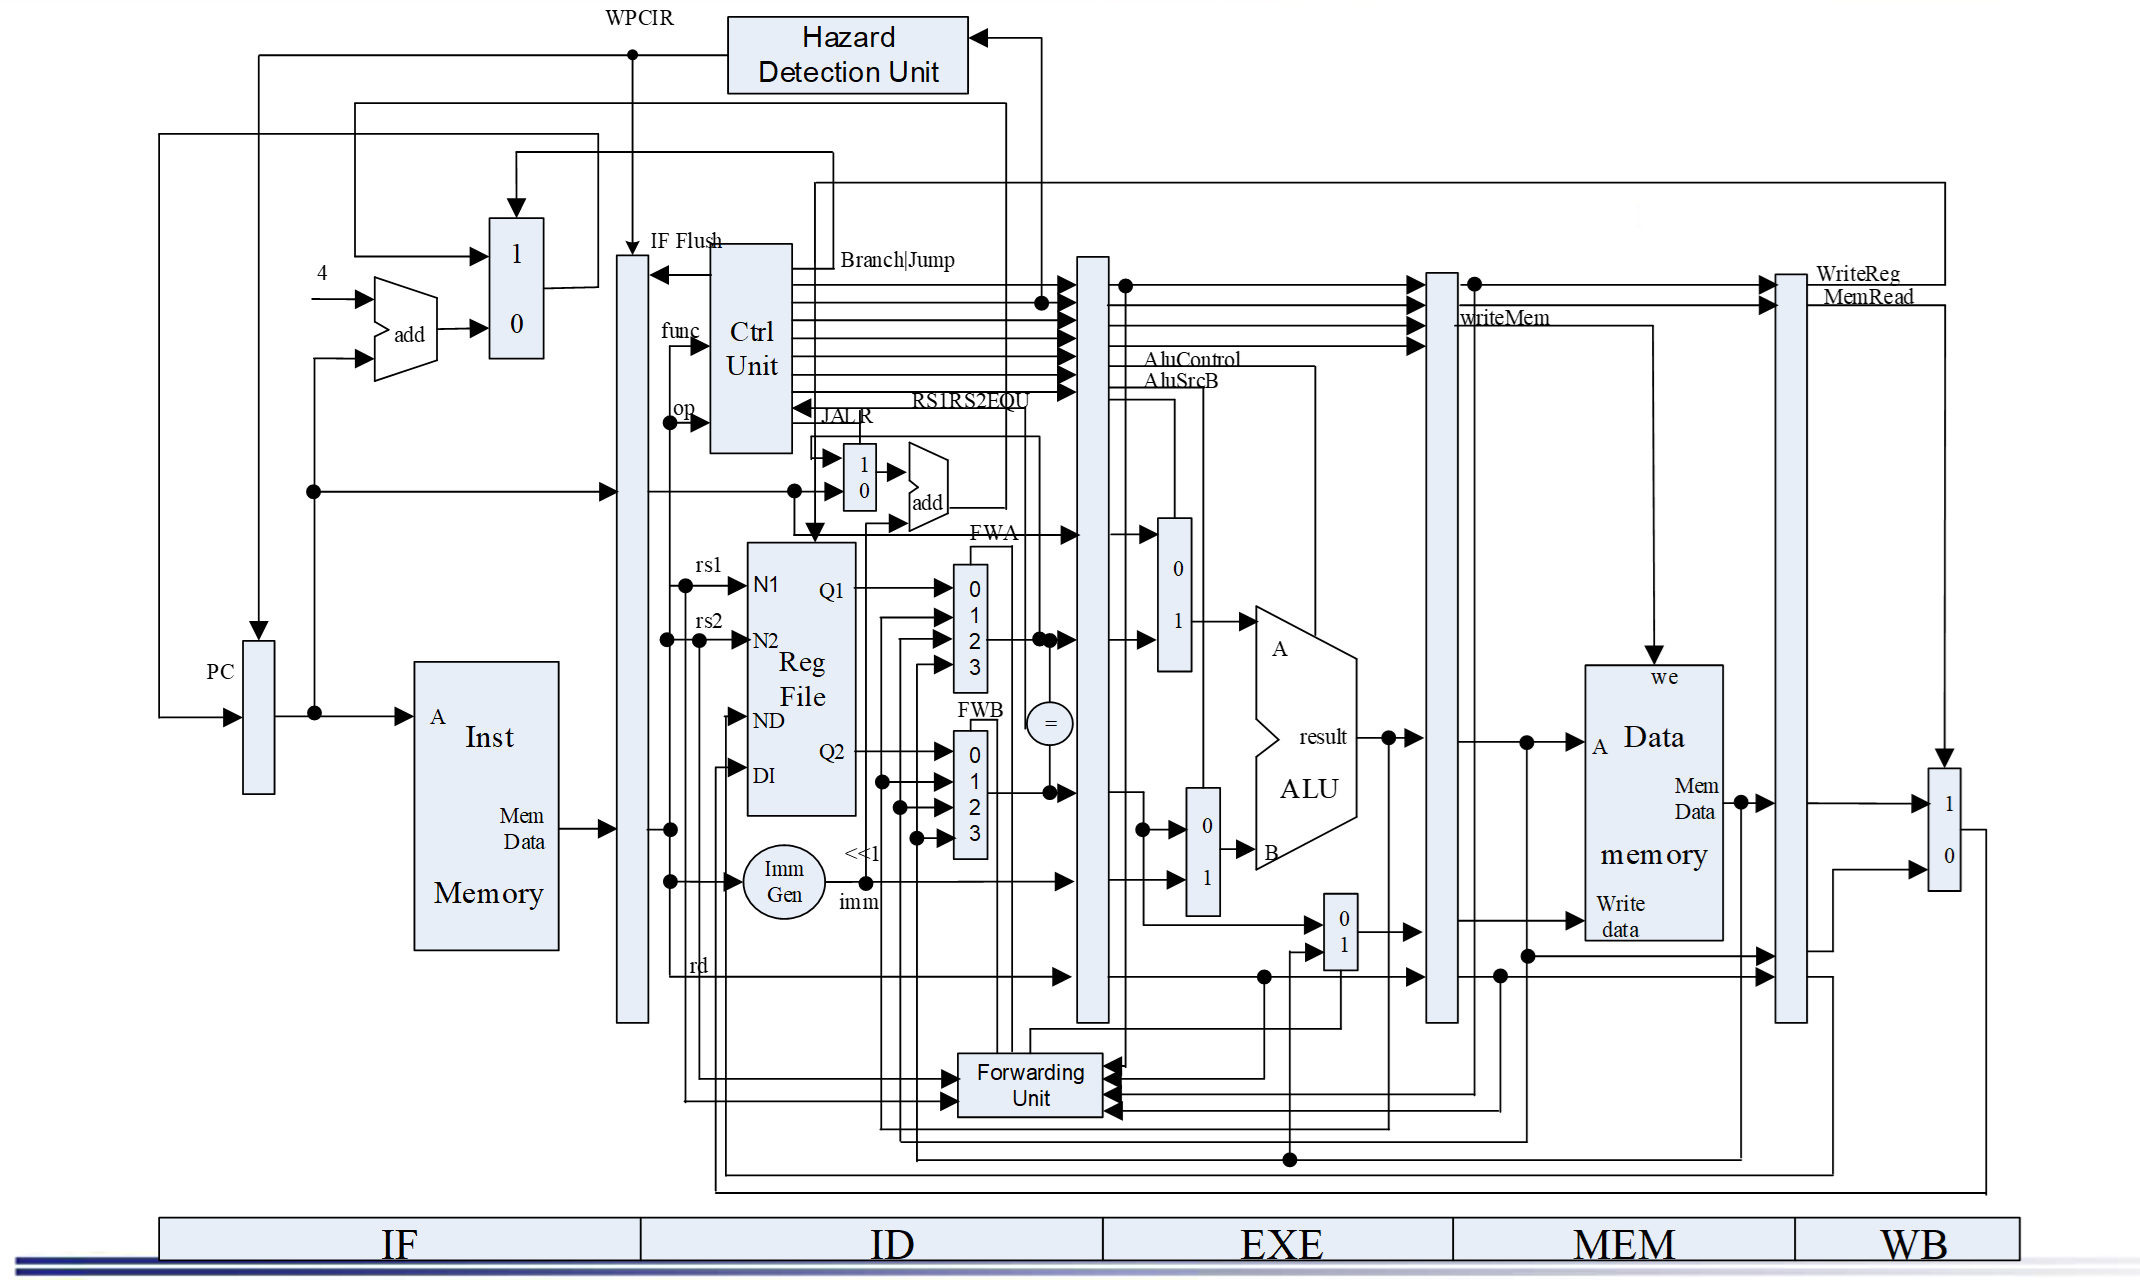 WPCIR
Hazard
Detection Unit
IF Flush
Branch|Jump
WriteReg
MemRead
4
1
0
add
func
Ctrl
Unit
op
writeMem
AluControl
AluSrcB
RS1RS2EQU
JALR
1
0
add
FWA
rs1
N1
Q1
rs2
N2
Reg
File
ND
Q2
DI
0
1
2
3
FWB
0
1
2
3
=
0
1
A
result
ALU
B
0
1
PC
A
Inst
Mem
Data
Memory
we
A
Data
Mem
Data
memory
Write
data
1
0
<<1
Imm
Gen
imm
0
1
rd
Forwarding
Unit
IF
ID
EXE
MEM
WB